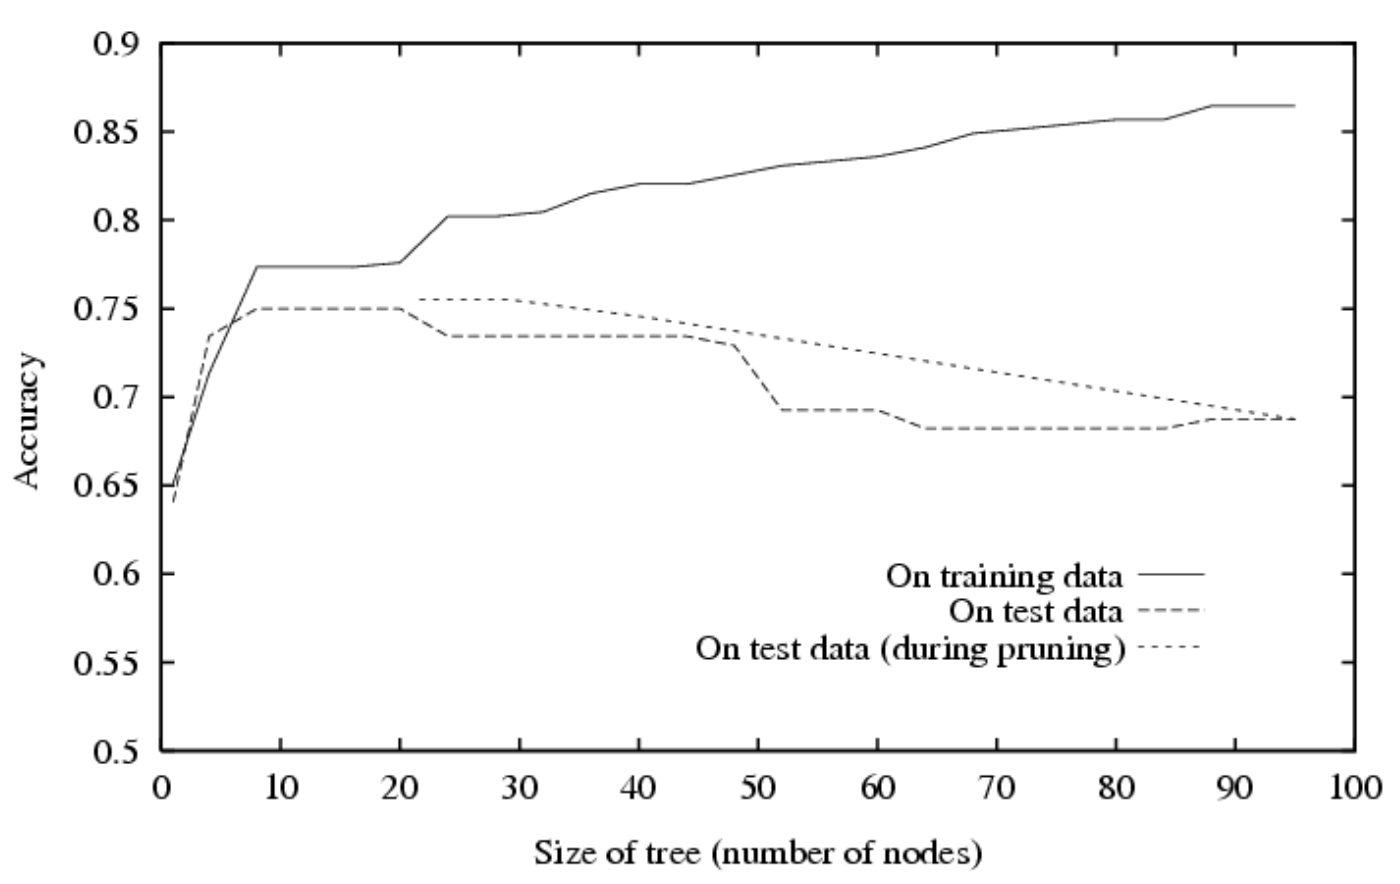 0.9
0.85
0.8
0.75
0.7
0.65
0.6
0.55
0.5
Accuracy
On training data
On test data
On test data (during pruning)
0 10 20 30 40 50 60 70 80 90 100
Size of tree (number of nodes)